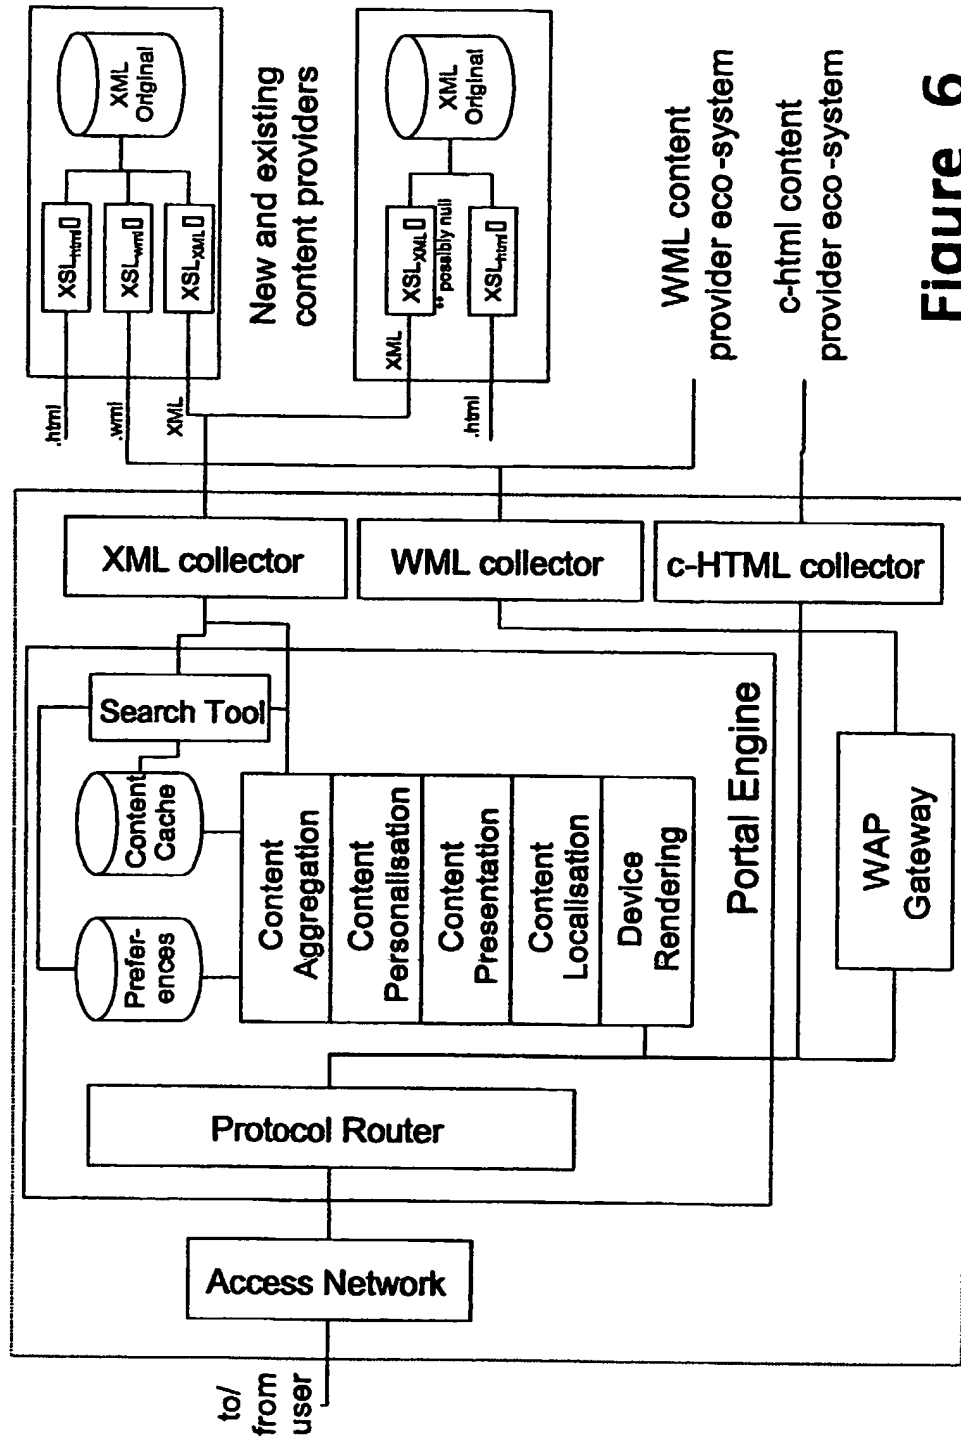 XML
Original
XSLhtml[]
XSLwml[]
XSLXML[]
.html
.wml
XML
New and existing
content providers
XML
Original
XSLXML[]
** possibly null
XSLhtml[]
XML
.html
WML content
provider eco-system
c-html content
provider eco-system
XML collector
WML collector
c-HTML collector
Search Tool
Content
Cache
Prefer-
ences
Content
Aggregation
Content
Personalisation
Content
Presentation
Content
Localisation
Device
Rendering
Portal Engine
WAP
Gateway
Protocol Router
Access Network
to/
from
user
Figure 6